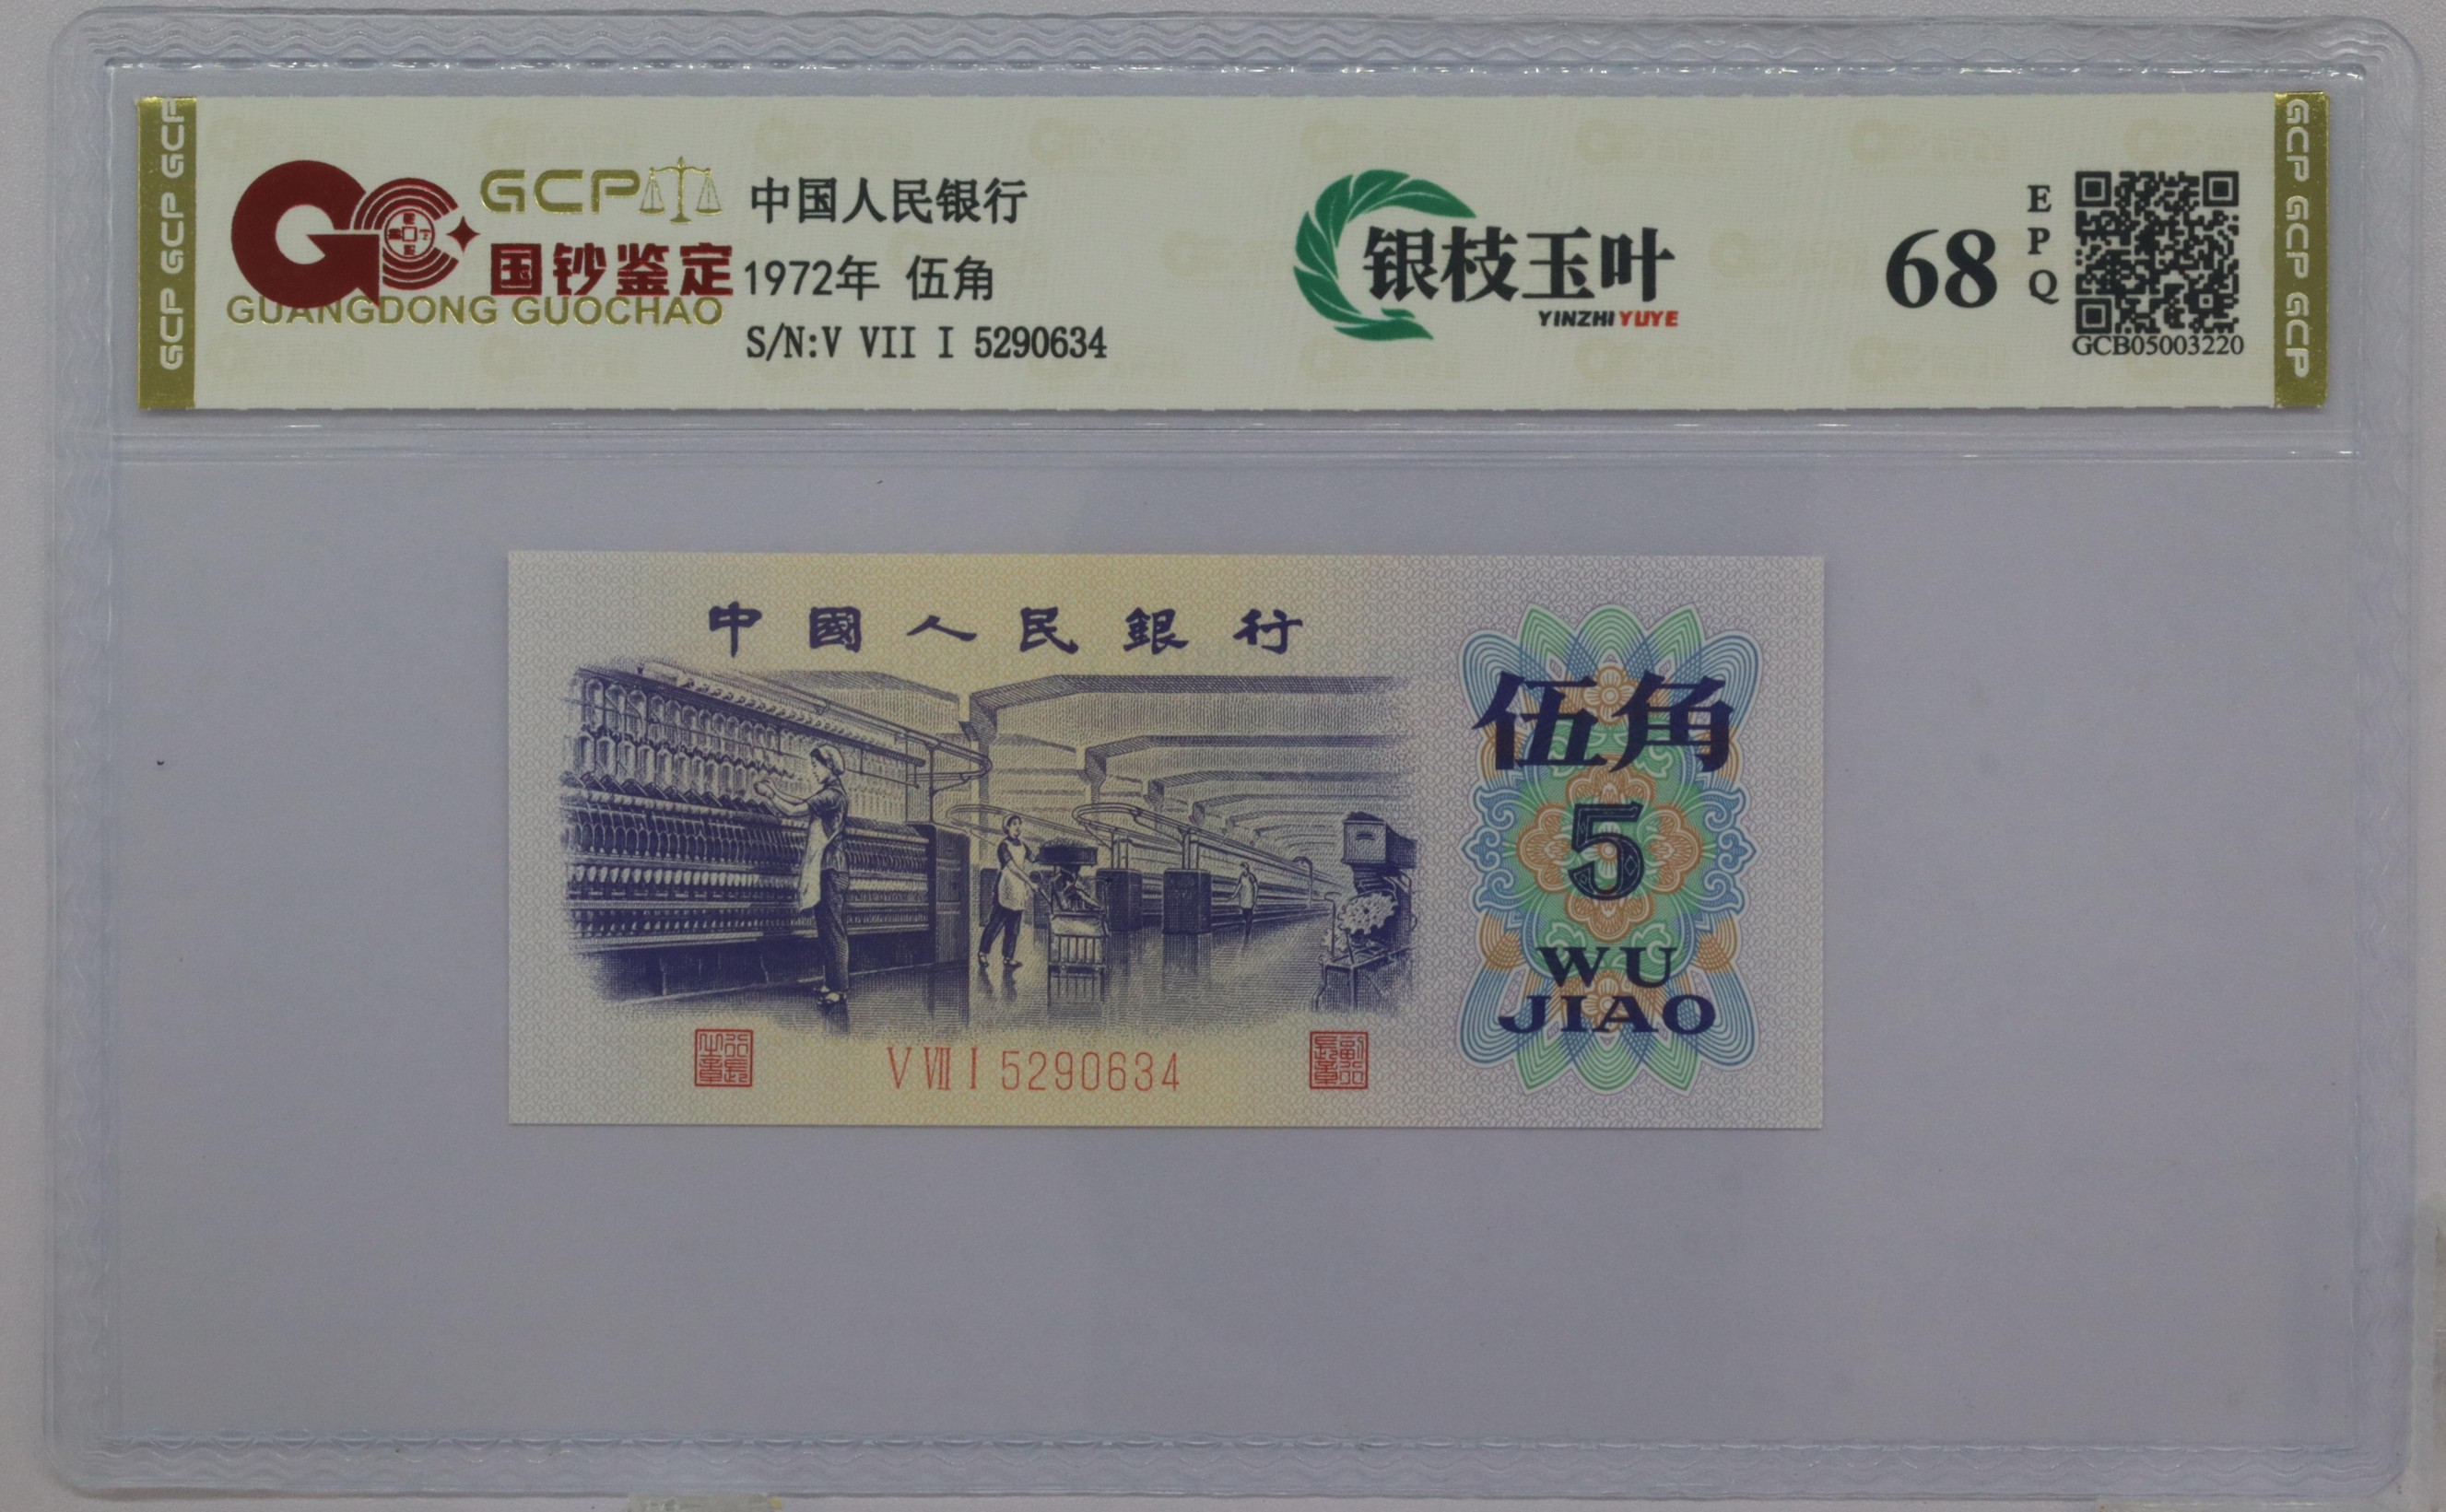 GCP GCP GCP
GCP
国钞鉴定
GUANGDONG GUOCHAO
中国人民银行
1972年 伍角
S/N:V VII I 5290634
银枝玉叶
YINZHI YUYE
68
EPQ
GCB05003220
GCP GCP GCP
中國人民銀行
伍角
5
WU
JIAO
V VII I 5290634